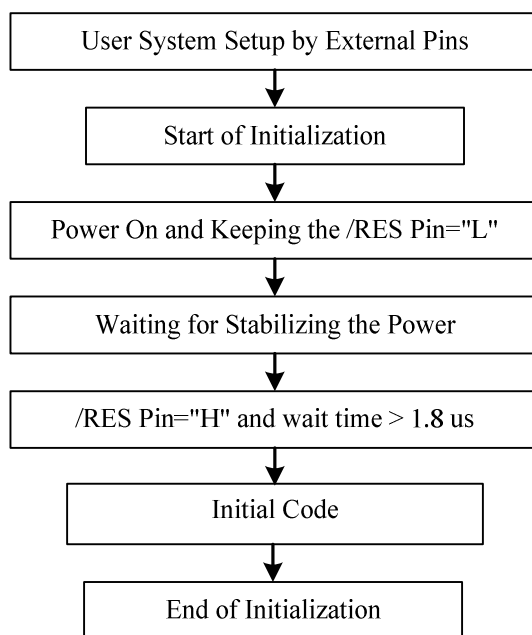 User System Setup by External Pins
Start of Initialization
Power On and Keeping the /RES Pin="L"
Waiting for Stabilizing the Power
/RES Pin="H" and wait time > 1.8 us
Initial Code
End of Initialization